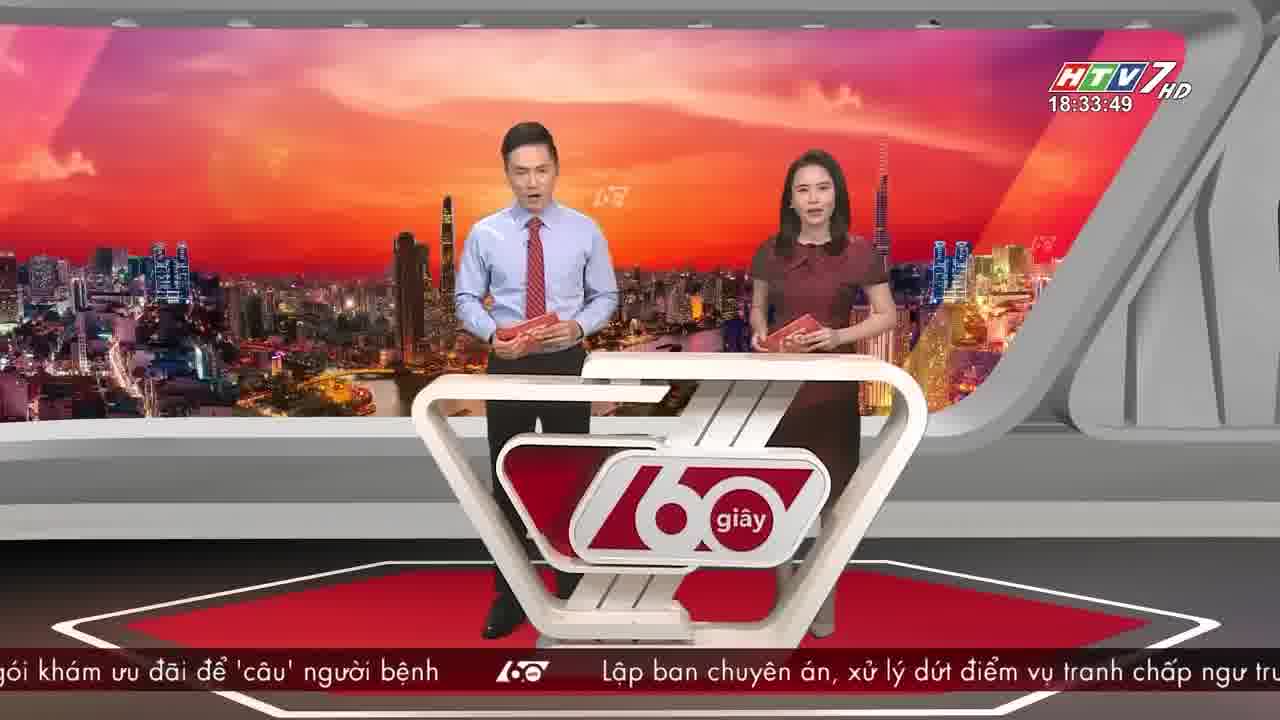 HTV7 HD
18:33:49
60 giây
gói khám ưu đãi để 'câu' người bệnh
60
Lập ban chuyên án, xử lý dứt điểm vụ tranh chấp ngư